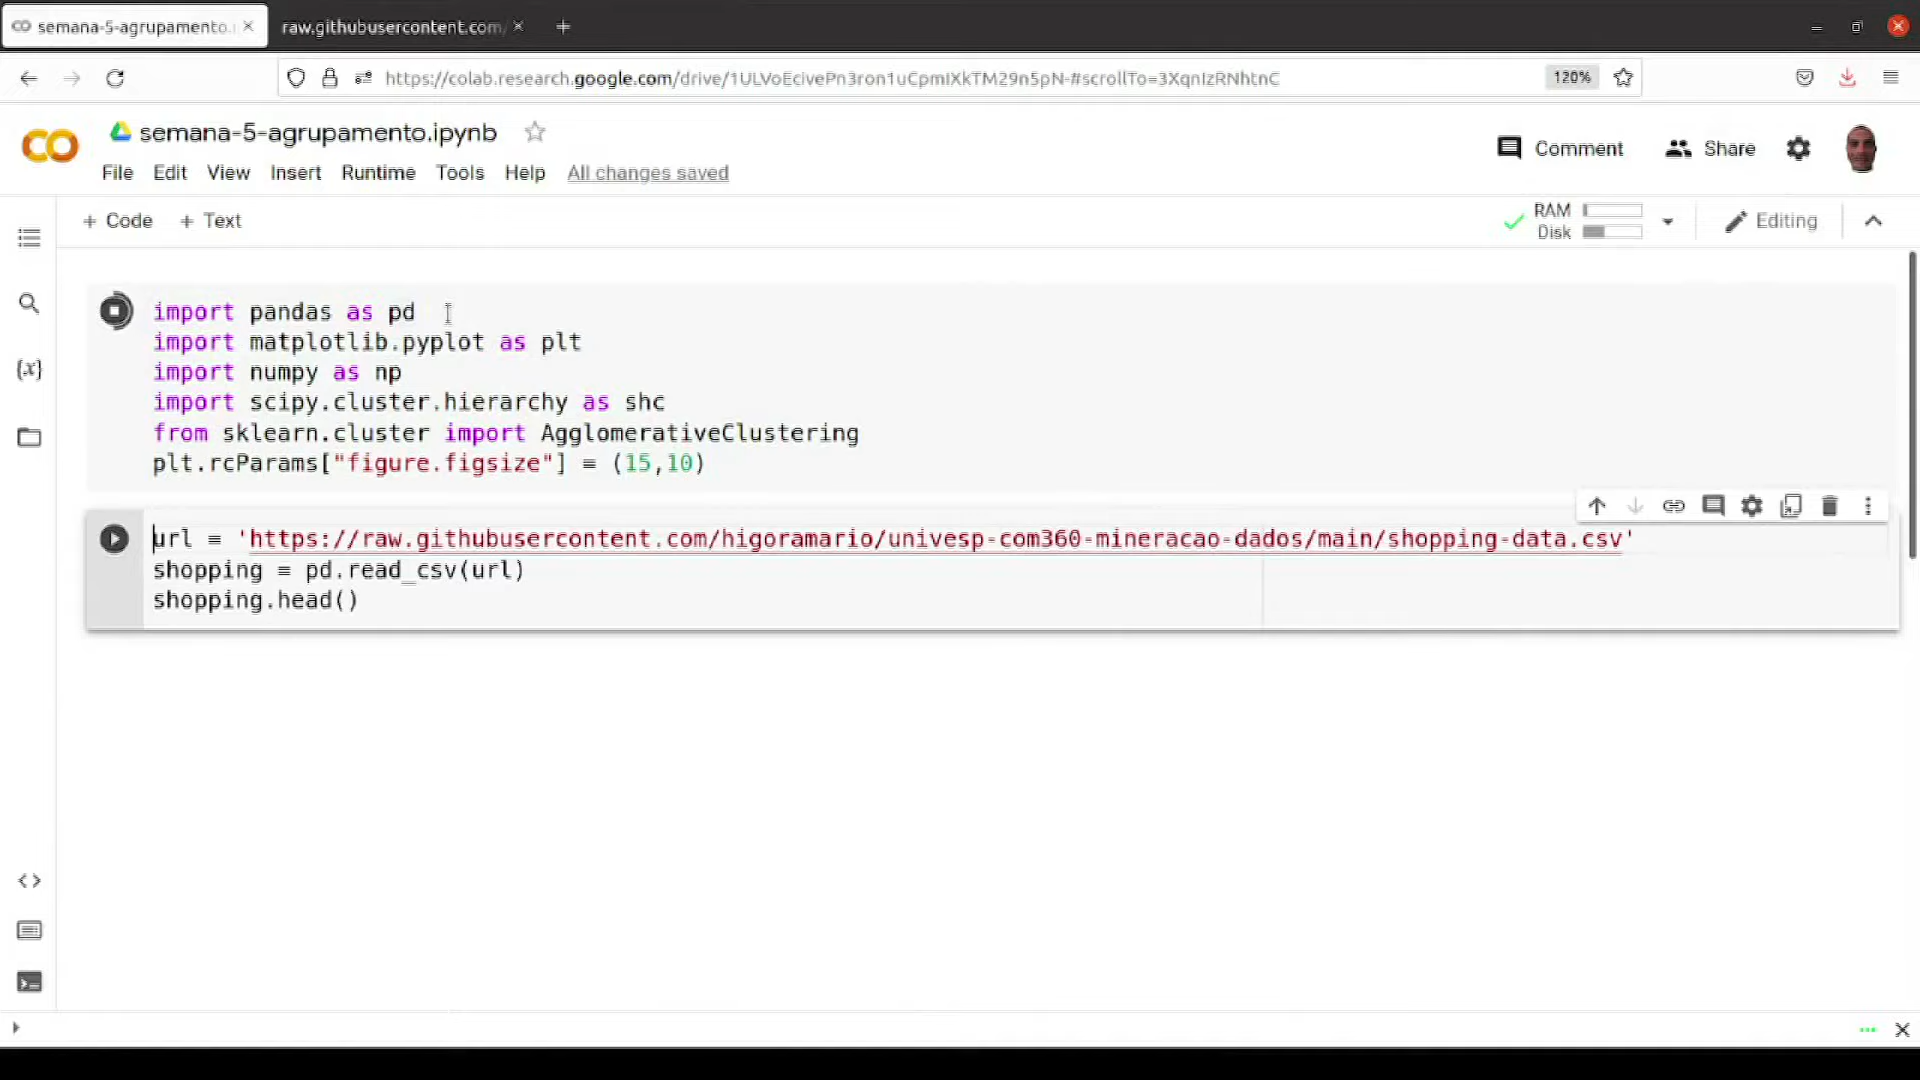 semana-5-agrupamento.
raw.githubusercontent.com/
https://colab.research.google.com/drive/1ULVoEcivePn3ron1uCpmIXkTM29n5pN-#scrollTo=3XqnIzRNhtnC
120%
semana-5-agrupamento.ipynb
File Edit View Insert Runtime Tools Help All changes saved
Comment Share
+ Code + Text
RAM
Disk
Editing
import pandas as pd
import matplotlib.pyplot as plt
import numpy as np
import scipy.cluster.hierarchy as shc
from sklearn.cluster import AgglomerativeClustering
plt.rcParams["figure.figsize"] = (15,10)
url = 'https://raw.githubusercontent.com/higoramario/univesp-com360-mineracao-dados/main/shopping-data.csv'
shopping = pd.read_csv(url)
shopping.head()